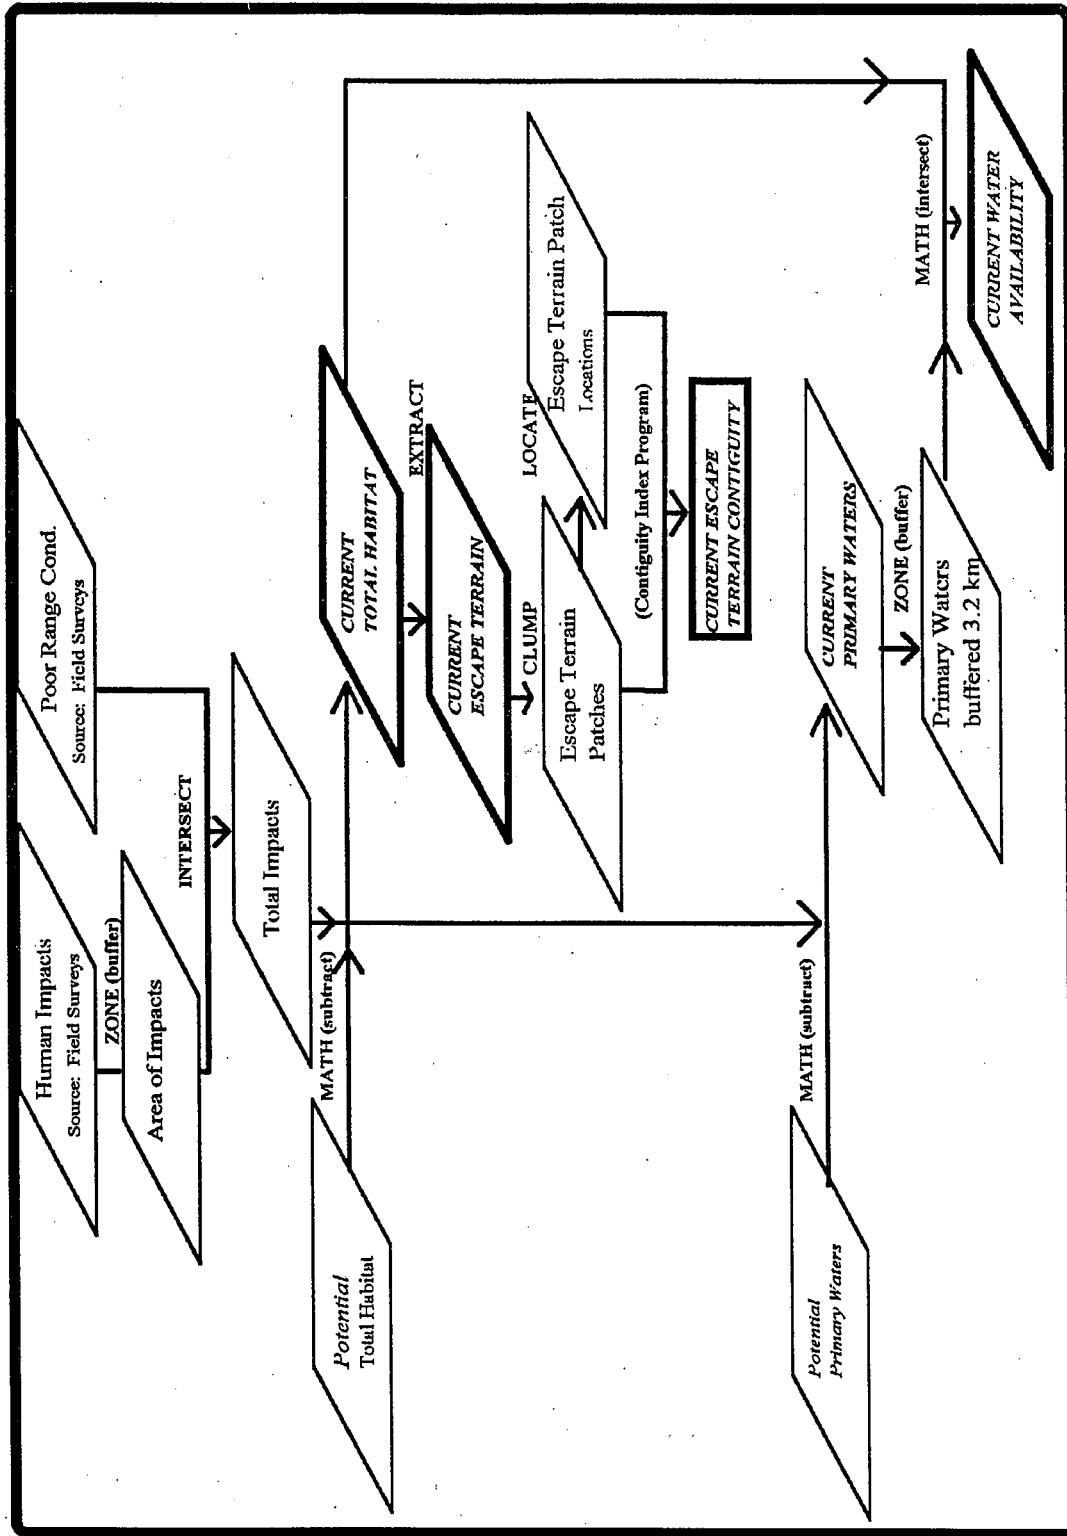 Human Impacts
Source: Field Surveys
Poor Range Cond.
Source: Field Surveys
ZONE (buffer)
Area of Impacts
INTERSECT
Total Impacts
MATH (subtract)
Potential
Total Habitat
CURRENT
TOTAL HABITAT
EXTRACT
CURRENT
ESCAPE TERRAIN
CLUMP
LOCATE
Escape Terrain
Patches
Escape Terrain Patch
Locations
(Contiguity Index Program)
CURRENT ESCAPE
TERRAIN CONTIGUITY
Potential
Primary Waters
MATH (subtract)
CURRENT
PRIMARY WATERS
ZONE (buffer)
Primary Waters
buffered 3.2 km
MATH (intersect)
CURRENT WATER
AVAILABILITY